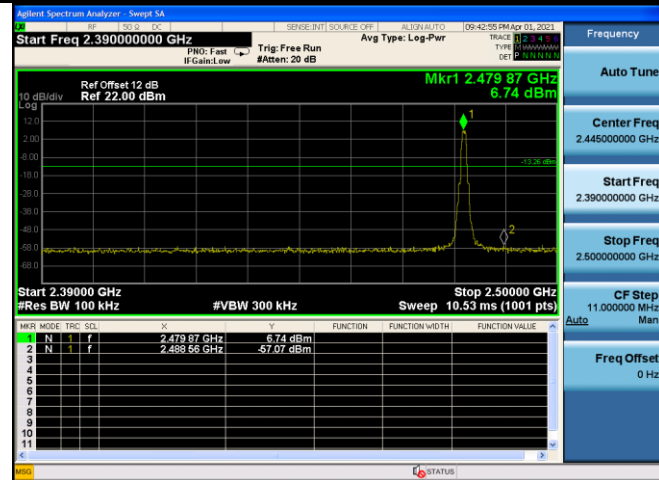 Agilent Spectrum Analyzer - Swept SA
RF 50 Ω DC SENSE:INT SOURCE OFF ALIGN AUTO 09:42:55 PM Apr 01, 2021
Start Freq 2.390000000 GHz Avg Type: Log-Pwr TRACE 1 2 3 4 5 6
PNO: Fast Trig: Free Run TYPE M WWWWW
IFGain:Low #Atten: 20 dB DET P N N N N N
Frequency
Auto Tune
Center Freq
2.445000000 GHz
Start Freq
2.390000000 GHz
Stop Freq
2.500000000 GHz
CF Step
11.000000 MHz
Auto Man
Freq Offset
0 Hz
Mkr1 2.479 87 GHz
6.74 dBm
Ref Offset 12 dB
10 dB/div Ref 22.00 dBm
Log
1
12.0
2.00
-8.00
-13.26 dBm
-18.0
-28.0
-38.0
-48.0
2
-58.0
-68.0
Start 2.39000 GHz Stop 2.50000 GHz
#Res BW 100 kHz #VBW 300 kHz Sweep 10.53 ms (1001 pts)
MKR MODE TRC SCL X Y FUNCTION FUNCTION WIDTH FUNCTION VALUE
1 N 1 f 2.479 87 GHz 6.74 dBm
2 N 1 f 2.488 56 GHz -57.07 dBm
3
4
5
6
7
8
9
10
11
MSG STATUS